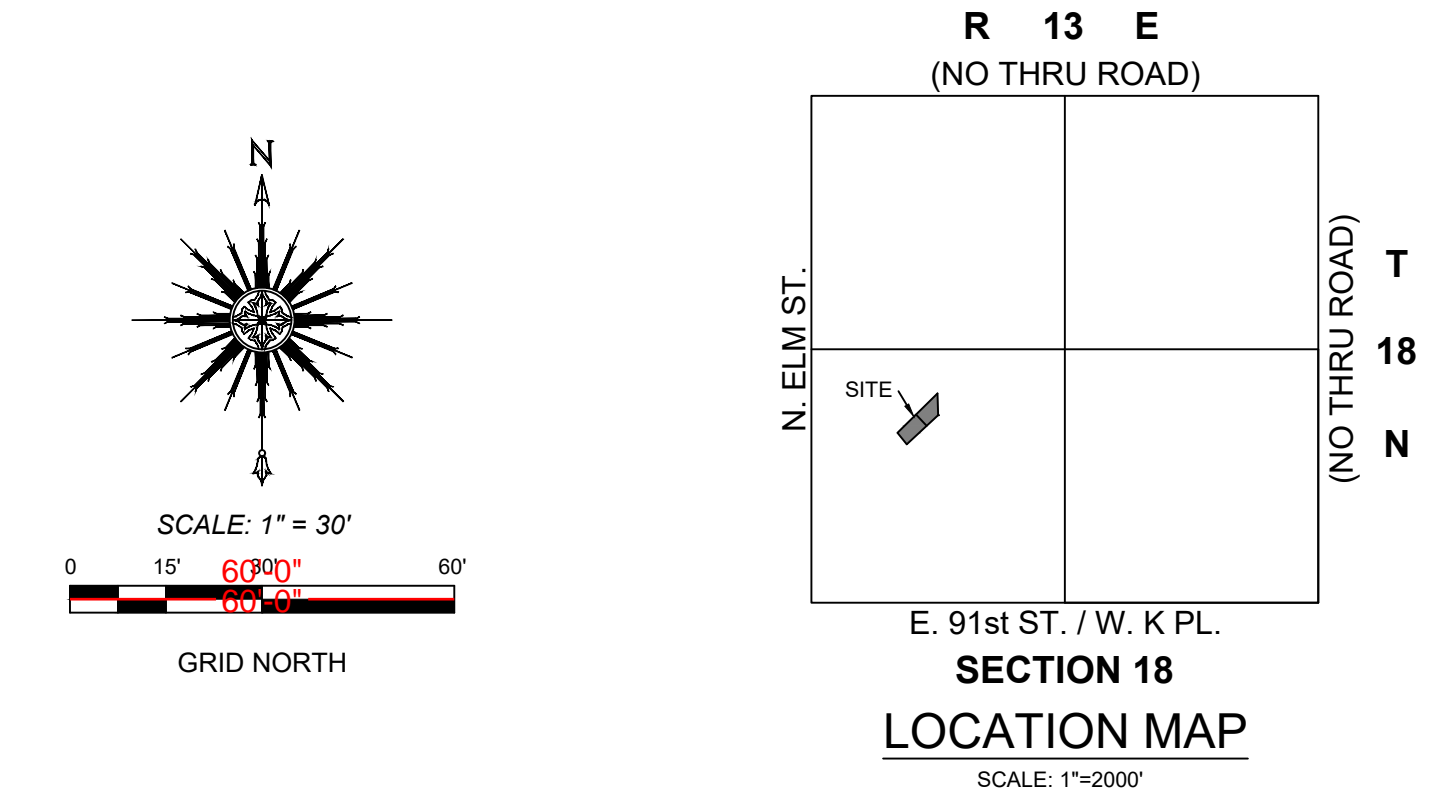 N
SCALE: 1" = 30'
0 15' 30' 60'
60'-0"
60'-0"
GRID NORTH
R 13 E
(NO THRU ROAD)
N. ELM ST.
SITE
(NO THRU ROAD)
T
18
N
E. 91st ST. / W. K PL.
SECTION 18
LOCATION MAP
SCALE: 1"=2000'